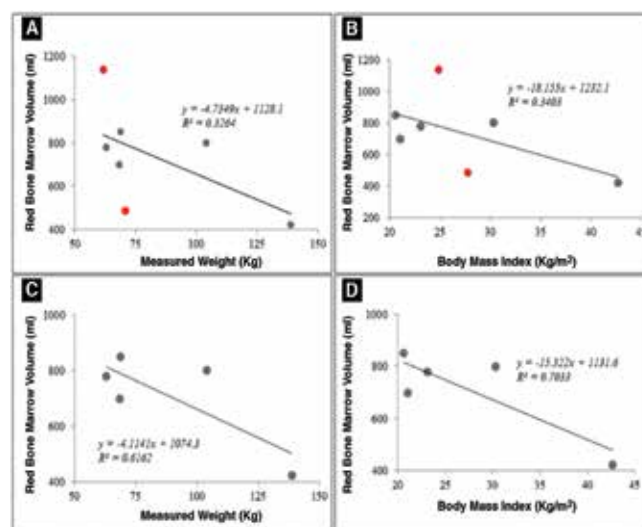 A
Red Bone Marrow Volume (ml)
1200
1000
800
600
400
y = -4.7349x + 1128.1
R² = 0.3264
50
75
100
125
150
Measured Weight (Kg)
B
Red Bone Marrow Volume (ml)
1200
1000
800
600
400
200
y = -18.155x + 1232.1
R² = 0.3403
20
25
30
35
40
45
Body Mass Index (Kg/m²)
C
Red Bone Marrow Volume (ml)
1000
800
600
400
y = -4.1141x + 1074.3
R² = 0.6162
50
75
100
125
150
Measured Weight (Kg)
D
Red Bone Marrow Volume (ml)
1000
800
600
400
y = -15.322x + 1131.6
R² = 0.7033
20
25
30
35
40
45
Body Mass Index (Kg/m²)